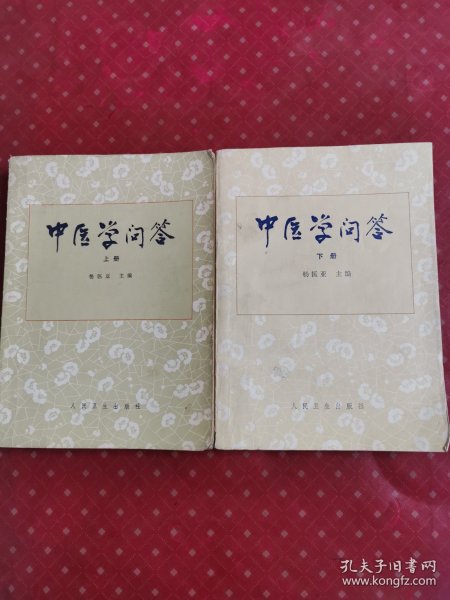 中医学问答
上册
杨医亚 主编
人民卫生出版社
中医学问答
下册
杨医亚 主编
人民卫生出版社
孔夫子旧书网
www.kongfz.com